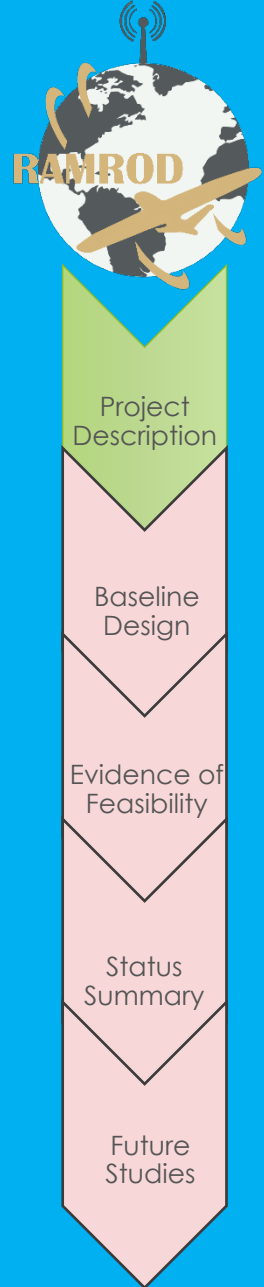 RAMROD
Project
Description
Baseline
Design
Evidence of
Feasibility
Status
Summary
Future
Studies